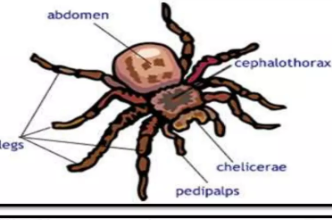 abdomen
cephalothorax
legs
chelicerae
pedipalps